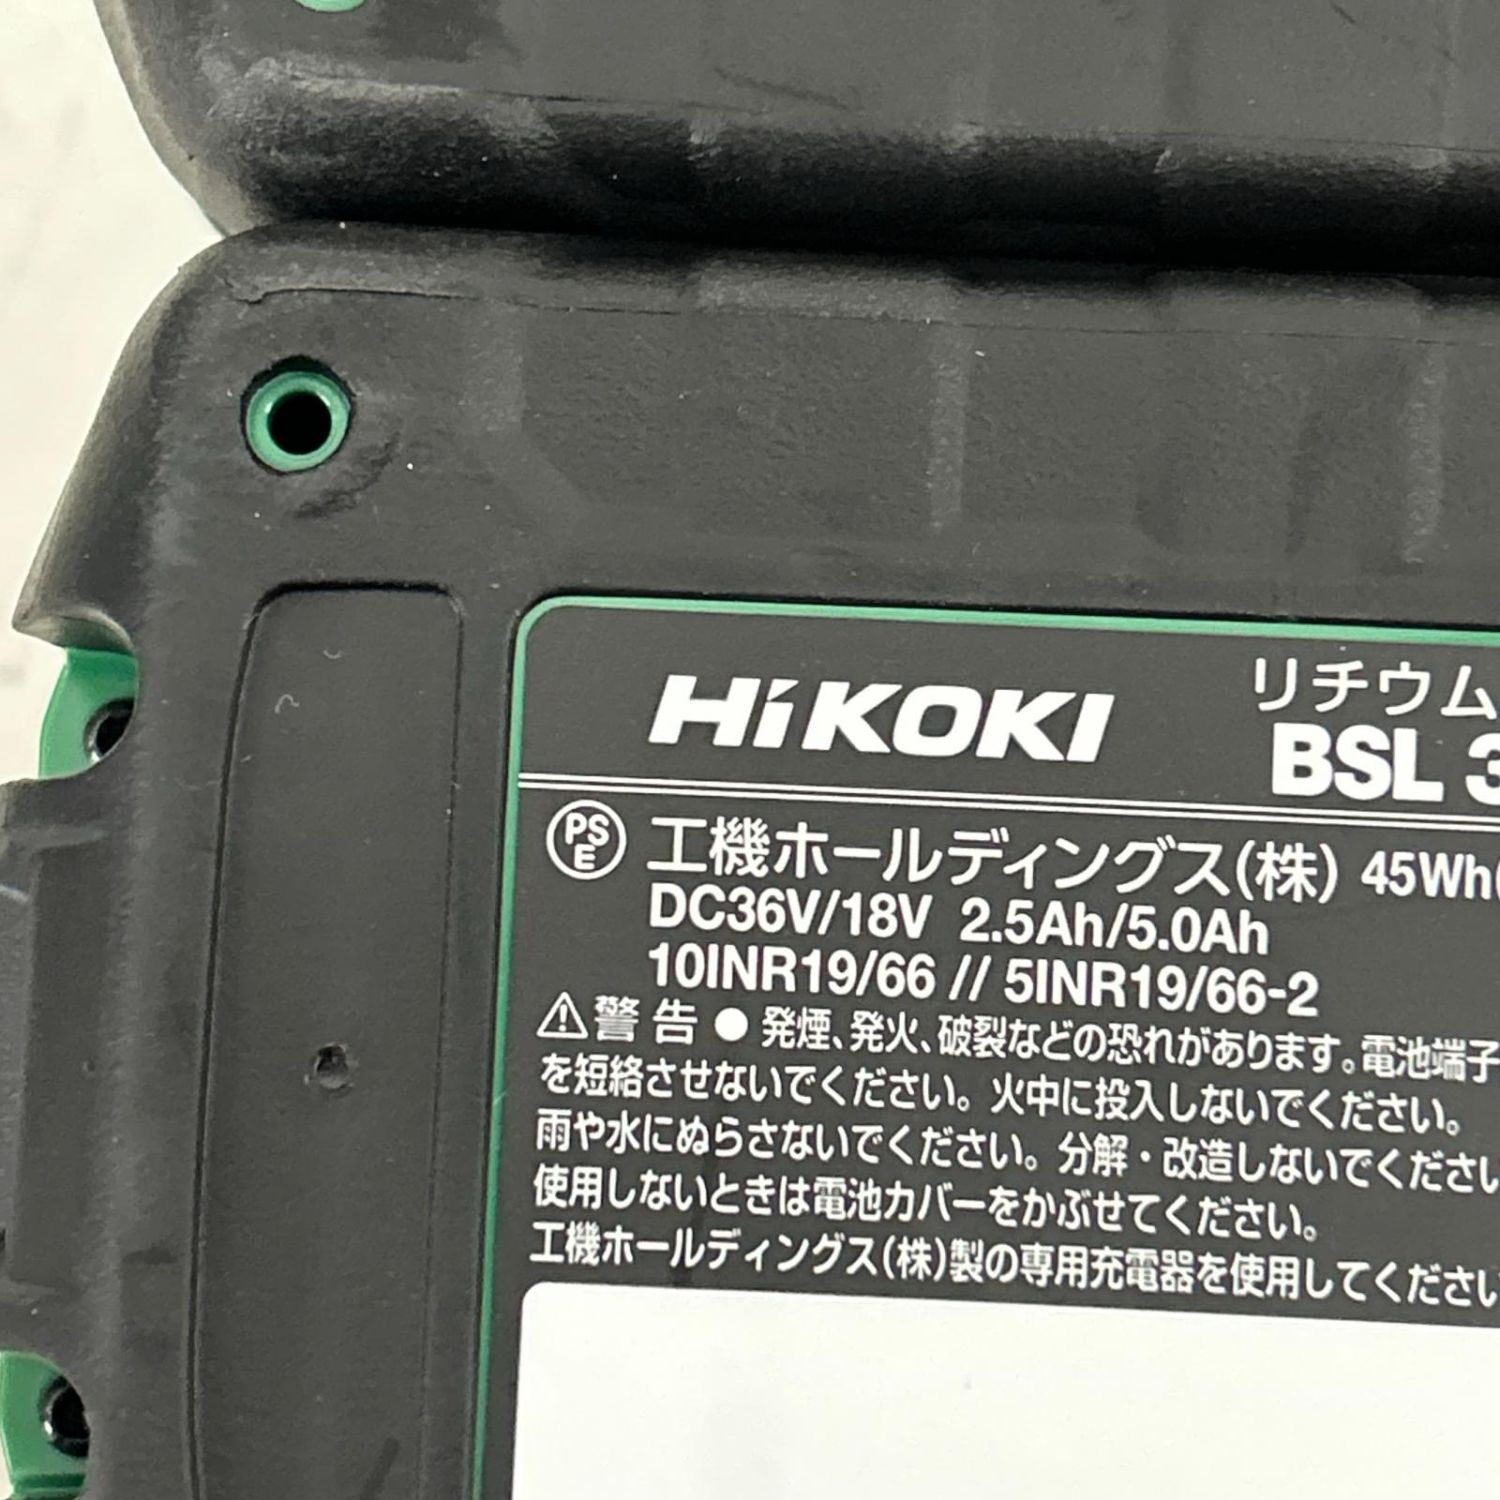 HiKOKI リチウム
BSL 3
PSE 工機ホールディングス(株) 45Wh(
DC36V/18V 2.5Ah/5.0Ah
10INR19/66 // 5INR19/66-2
⚠警告 ●発煙、発火、破裂などの恐れがあります。電池端子
を短絡させないでください。火中に投入しないでください。
雨や水にぬらさないでください。分解・改造しないでください
使用しないときは電池カバーをかぶせてください。
工機ホールディングス(株)製の専用充電器を使用してください